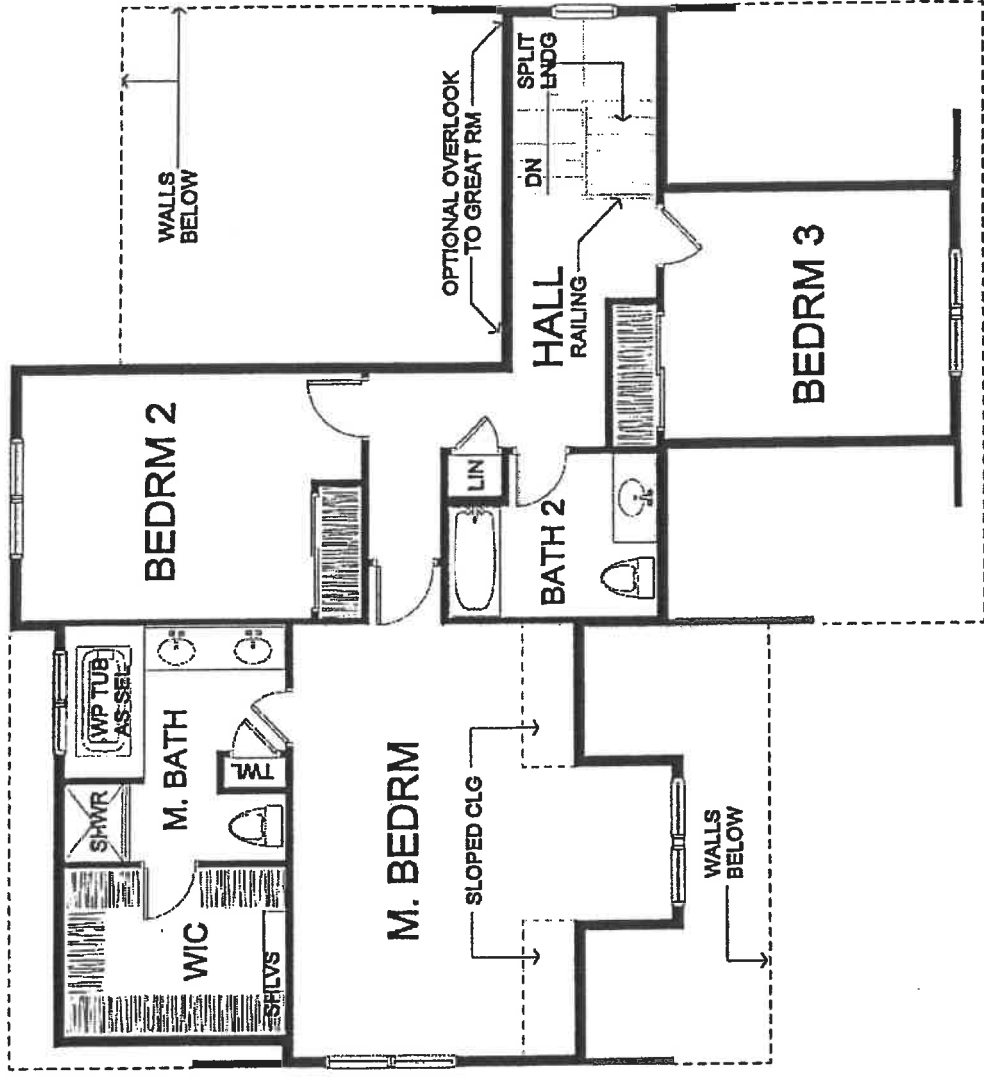 WP TUB
AS SEL
SHWR
M. BATH
TWL
WIC
SHLVS
BEDRM 2
WALLS
BELOW
OPTIONAL OVERLOOK
TO GREAT RM
SPLIT
LNDG
DN
HALL
RAILING
LIN
BATH 2
BEDRM 3
M. BEDRM
SLOPED CLG
WALLS
BELOW